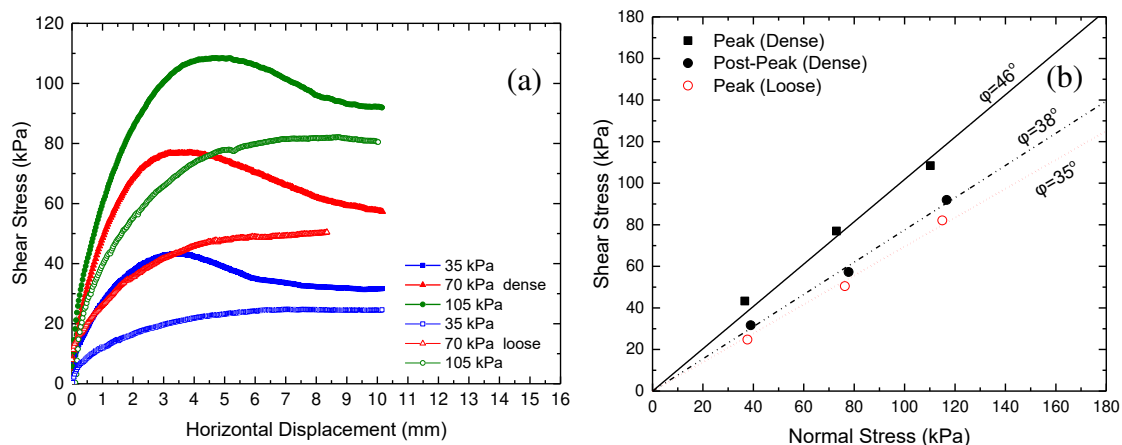 120
100
80
60
40
20
0
Shear Stress (kPa)
(a)
35 kPa
70 kPa dense
105 kPa
35 kPa
70 kPa loose
105 kPa
0 1 2 3 4 5 6 7 8 9 10 11 12 13 14 15 16
Horizontal Displacement (mm)
180
160
140
120
100
80
60
40
20
0
Shear Stress (kPa)
Peak (Dense)
Post-Peak (Dense)
Peak (Loose)
(b)
φ=46°
φ=38°
φ=35°
0 20 40 60 80 100 120 140 160 180
Normal Stress (kPa)